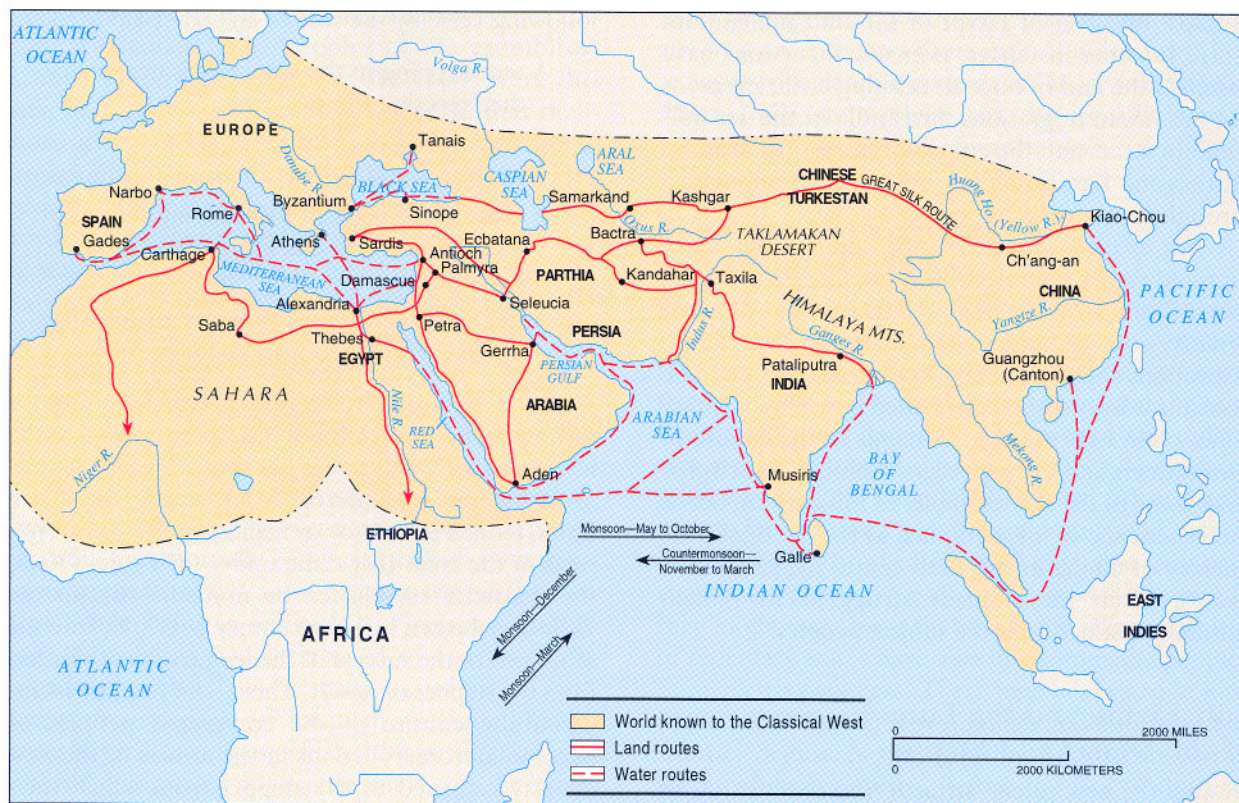 ATLANTIC
OCEAN
Volga R.
EUROPE
Tanais
ARAL
SEA
Danube R.
CASPIAN
SEA
CHINESE
TURKESTAN
GREAT SILK ROUTE
Huang Ho
(Yellow R.)
Narbo
Byzantium
BLACK SEA
Samarkand
Kashgar
Rome
Sinope
Kiao-Chou
SPAIN
Gades
Athens
Sardis
Ecbatana
Oxus R.
Bactra
TAKLAMAKAN
DESERT
Carthage
Antioch
Palmyra
PARTHIA
Kandahar
Taxila
Ch'ang-an
MEDITERRANEAN
SEA
Damascus
CHINA
PACIFIC
OCEAN
Alexandria
Seleucia
HIMALAYA MTS.
Yangtze R.
Saba
Petra
PERSIA
Indus R.
Ganges R.
Thebes
EGYPT
Gerrha
PERSIAN
GULF
Pataliputra
INDIA
Guangzhou
(Canton)
SAHARA
Nile R.
RED
SEA
ARABIA
ARABIAN
SEA
Niger R.
Aden
Musiris
BAY
OF
BENGAL
Mekong R.
ETHIOPIA
Monsoon—May to October
Countermonsoon—
November to March
Galle
INDIAN OCEAN
Monsoon—December
Monsoon—March
AFRICA
EAST
INDIES
ATLANTIC
OCEAN
World known to the Classical West
Land routes
Water routes
0 2000 MILES
0 2000 KILOMETERS